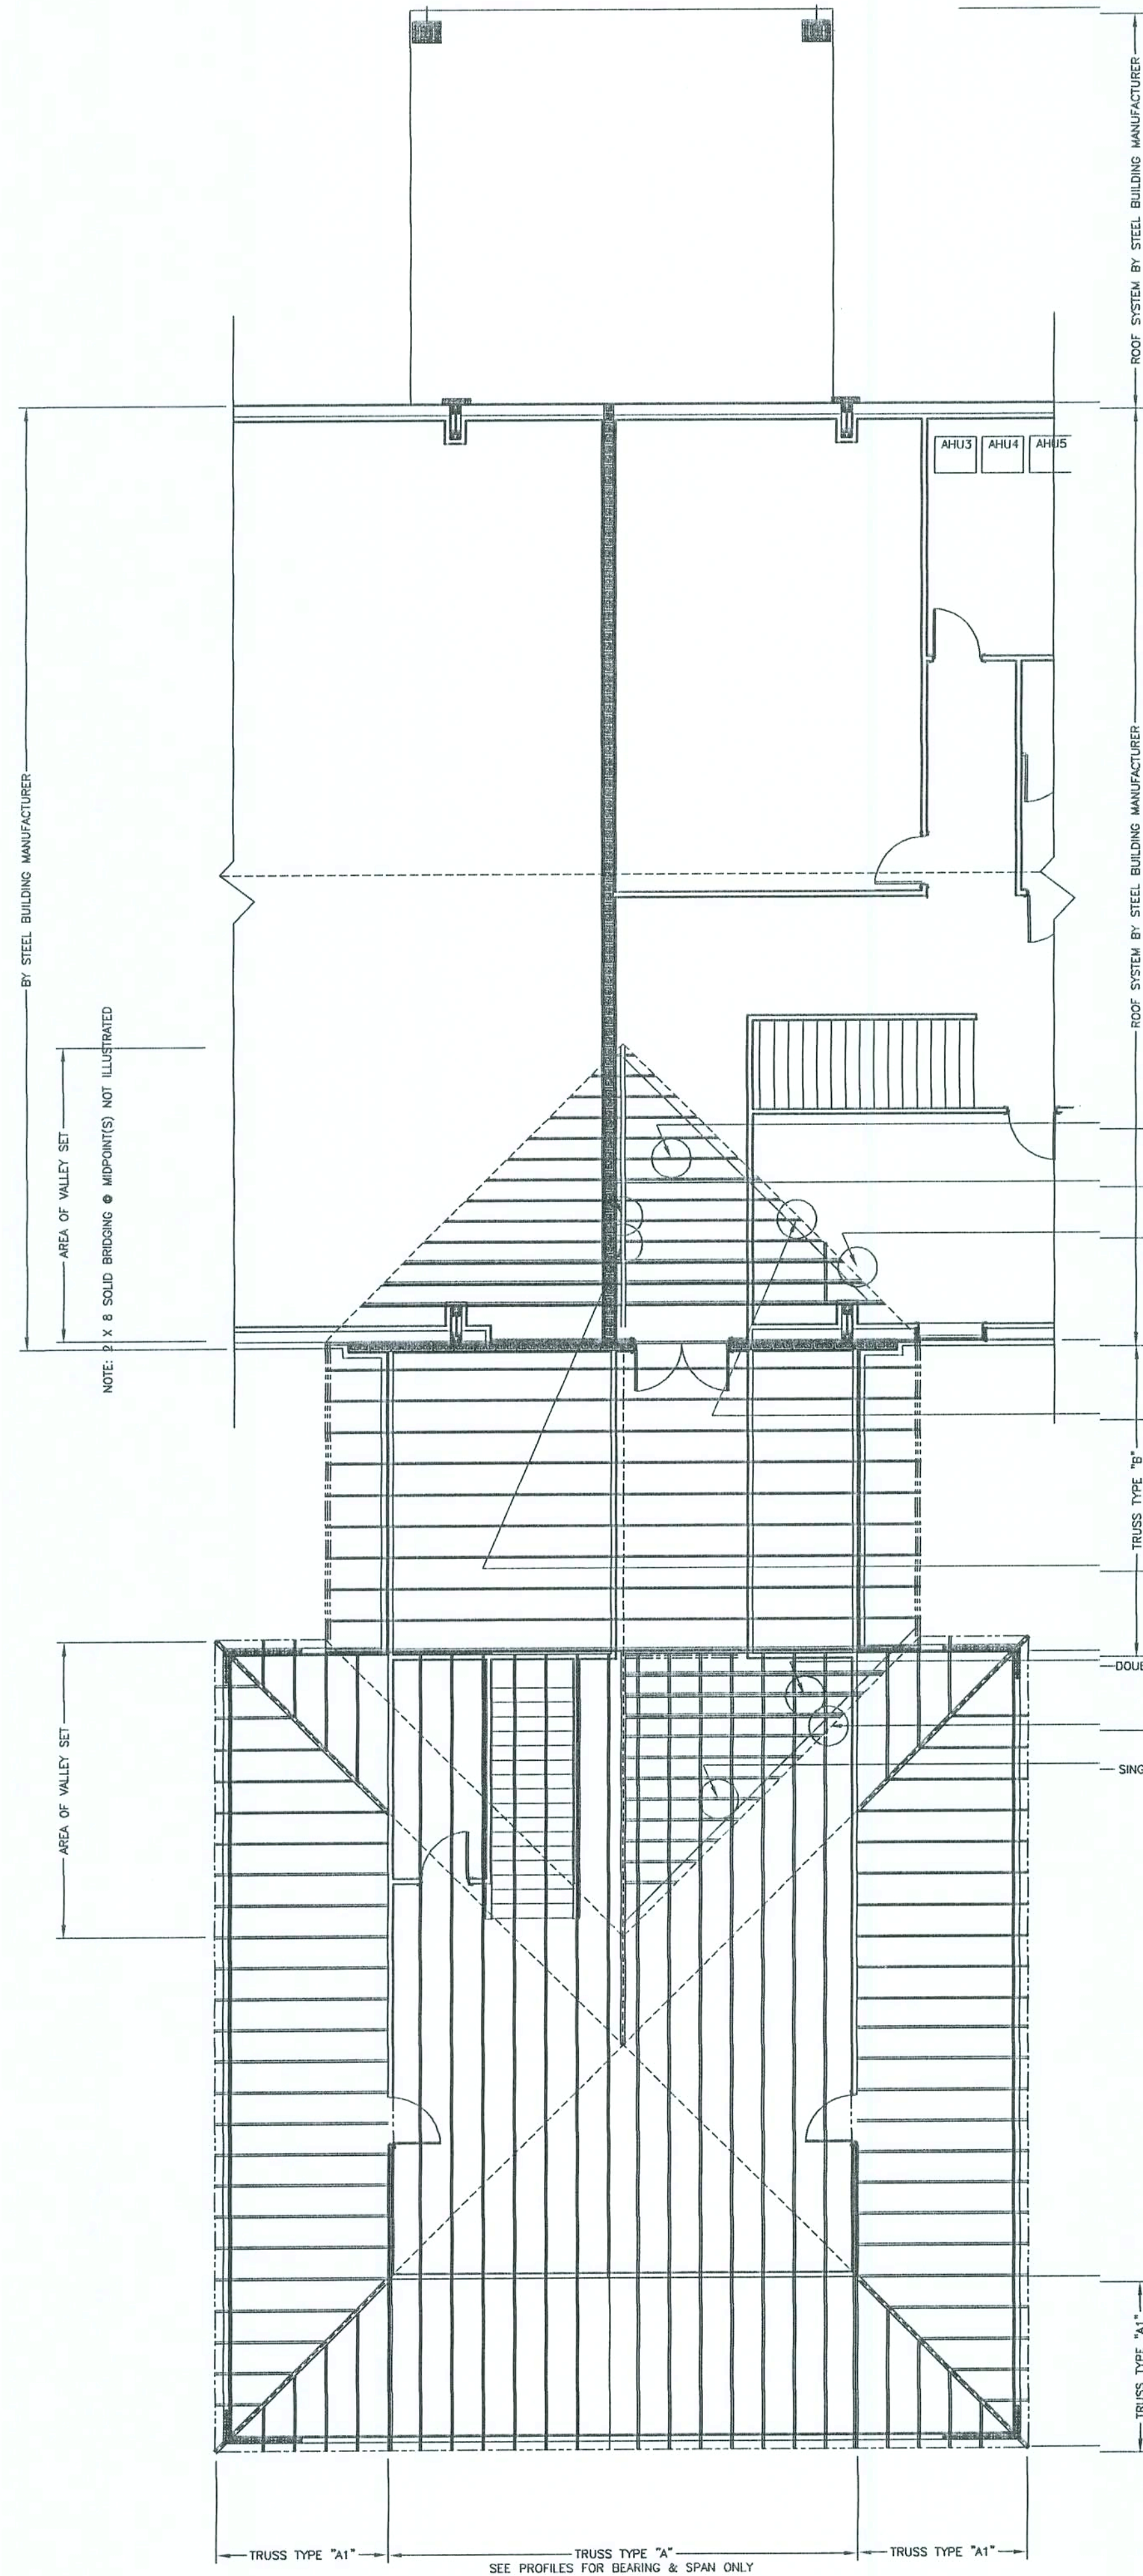 ROOF SYSTEM BY STEEL BUILDING MANUFACTURER
AHU3
AHU4
AHU5
BY STEEL BUILDING MANUFACTURER
ROOF SYSTEM BY STEEL BUILDING MANUFACTURER
AREA OF VALLEY SET
NOTE: 2 X 8 SOLID BRIDGING @ MIDPOINT(S) NOT ILLUSTRATED
TRUSS TYPE "B"
DOUB
SING
AREA OF VALLEY SET
TRUSS TYPE "A1"
TRUSS TYPE "A1"
TRUSS TYPE "A"
TRUSS TYPE "A1"
SEE PROFILES FOR BEARING & SPAN ONLY